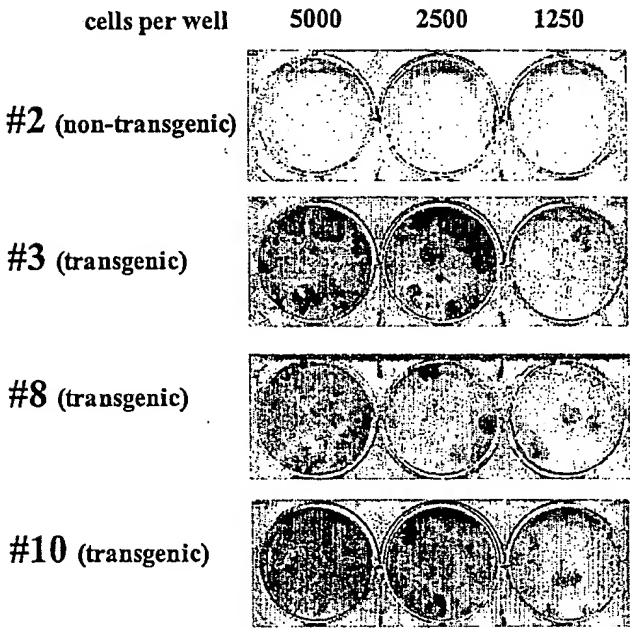 cells per well 5000 2500 1250
#2 (non-transgenic)
#3 (transgenic)
#8 (transgenic)
#10 (transgenic)